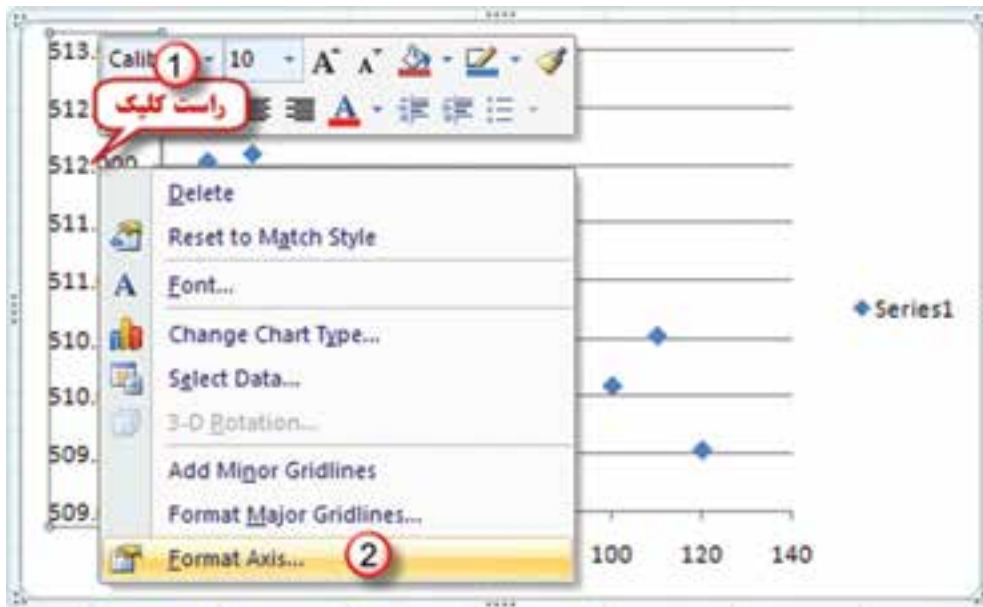 513.
Calib 10
1
512
راست کلیک
512.000
Delete
511.
Reset to Match Style
511.
Font...
Series1
510.
Change Chart Type...
510.
Select Data...
3-D Rotation...
509.
Add Minor Gridlines
509.
Format Major Gridlines...
Format Axis...
2
100 120 140